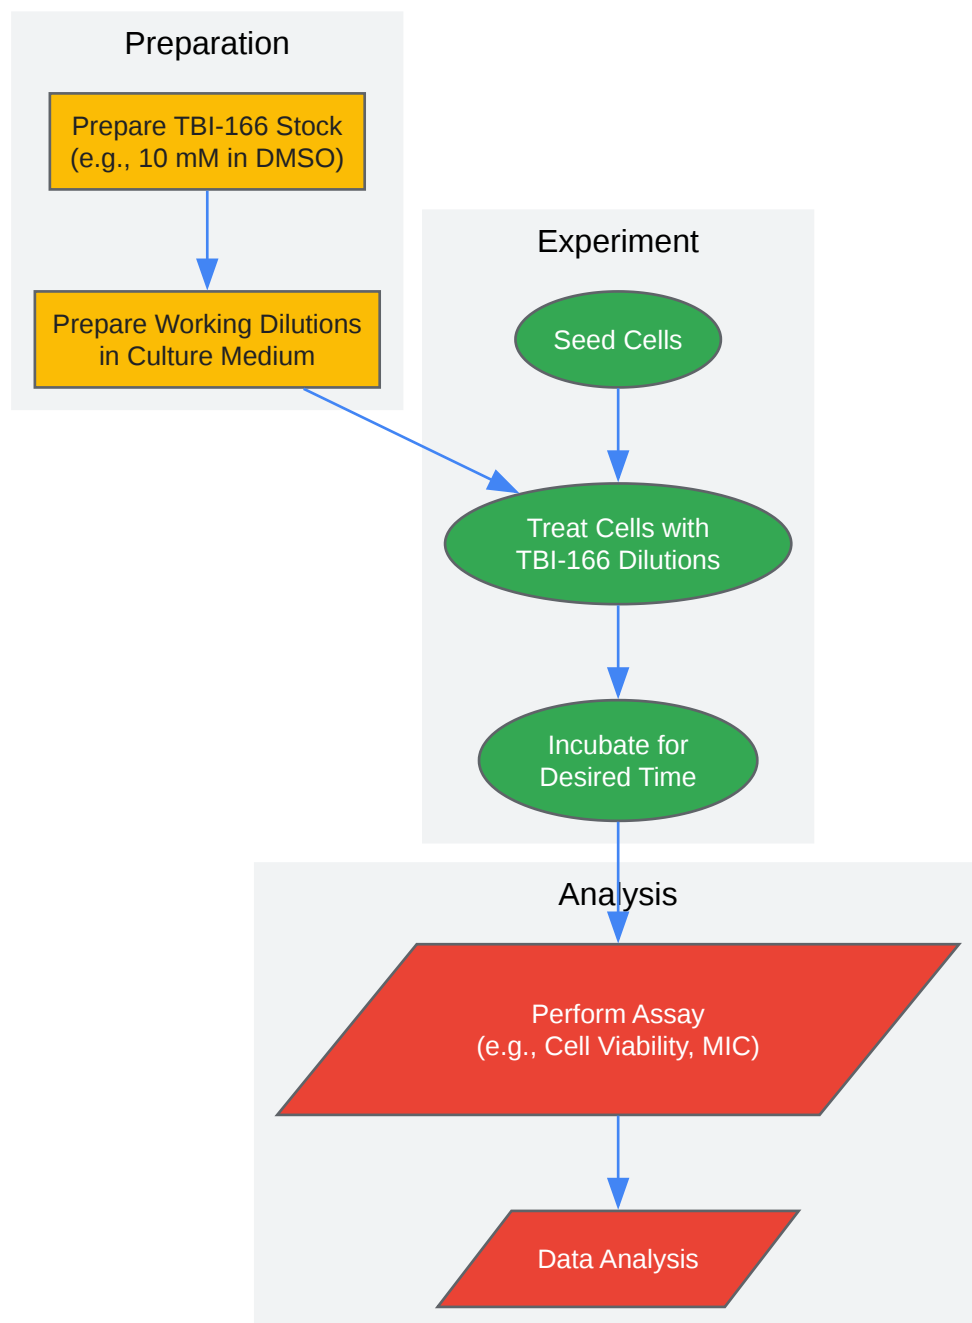 Preparation
Prepare TBI-166 Stock
(e.g., 10 mM in DMSO)
Prepare Working Dilutions
in Culture Medium
Experiment
Seed Cells
Treat Cells with
TBI-166 Dilutions
Incubate for
Desired Time
Analysis
Perform Assay
(e.g., Cell Viability, MIC)
Data Analysis